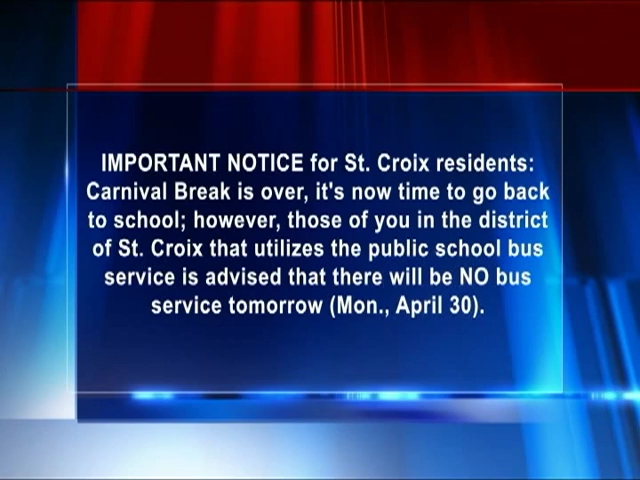 IMPORTANT NOTICE for St. Croix residents:
Carnival Break is over, it's now time to go back
to school; however, those of you in the district
of St. Croix that utilizes the public school bus
service is advised that there will be NO bus
service tomorrow (Mon., April 30).